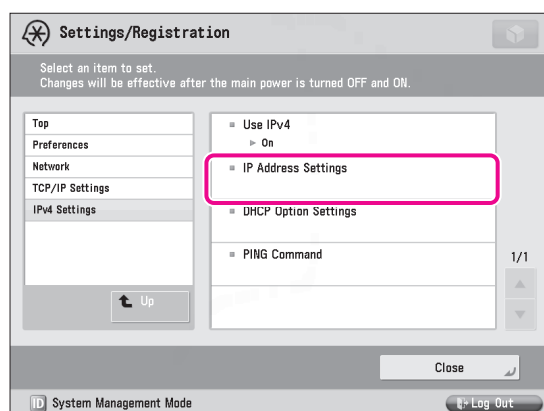 Settings/Registration
Select an item to set.
Changes will be effective after the main power is turned OFF and ON.
Top
Preferences
Network
TCP/IP Settings
IPv4 Settings
Up
Use IPv4
On
IP Address Settings
DHCP Option Settings
PING Command
1/1
Close
ID System Management Mode
Log Out